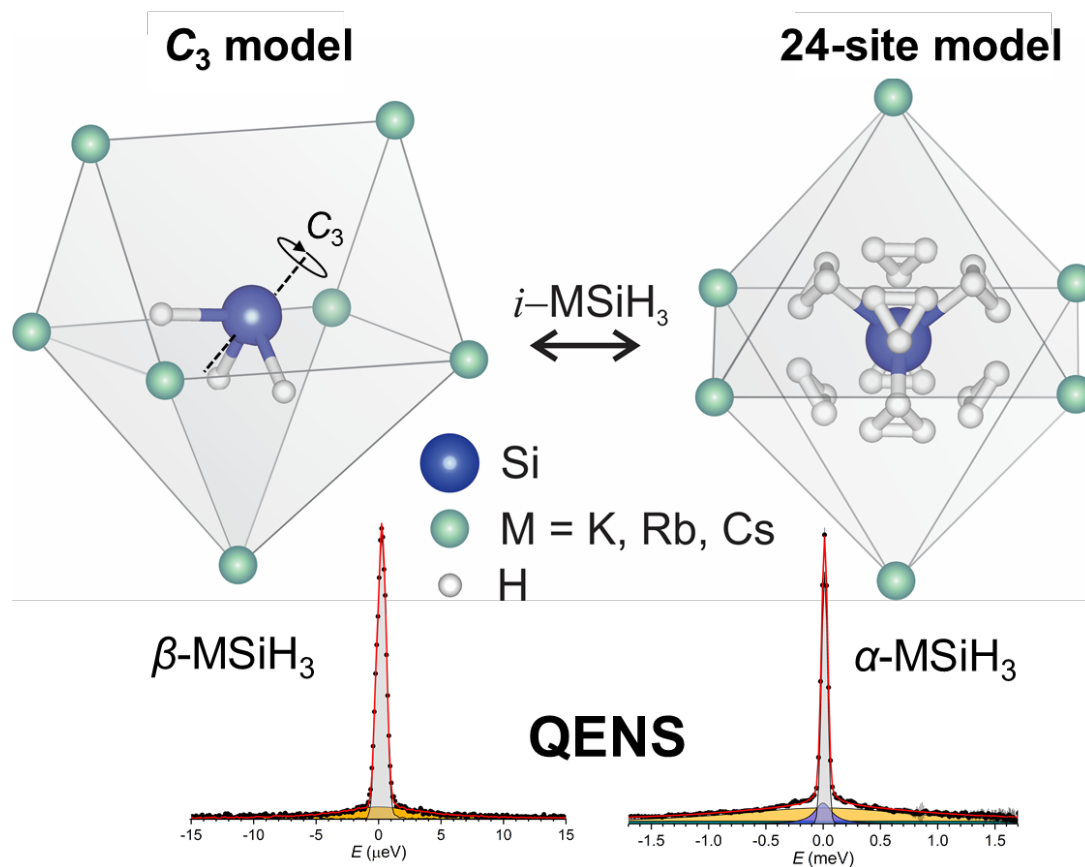 C₃ model
24-site model
C₃
i–MSiH₃
Si
M = K, Rb, Cs
H
β-MSiH₃
α-MSiH₃
QENS
-15 -10 -5 0 5 10 15
E (μeV)
-1.5 -1.0 -0.5 0.0 0.5 1.0 1.5
E (meV)